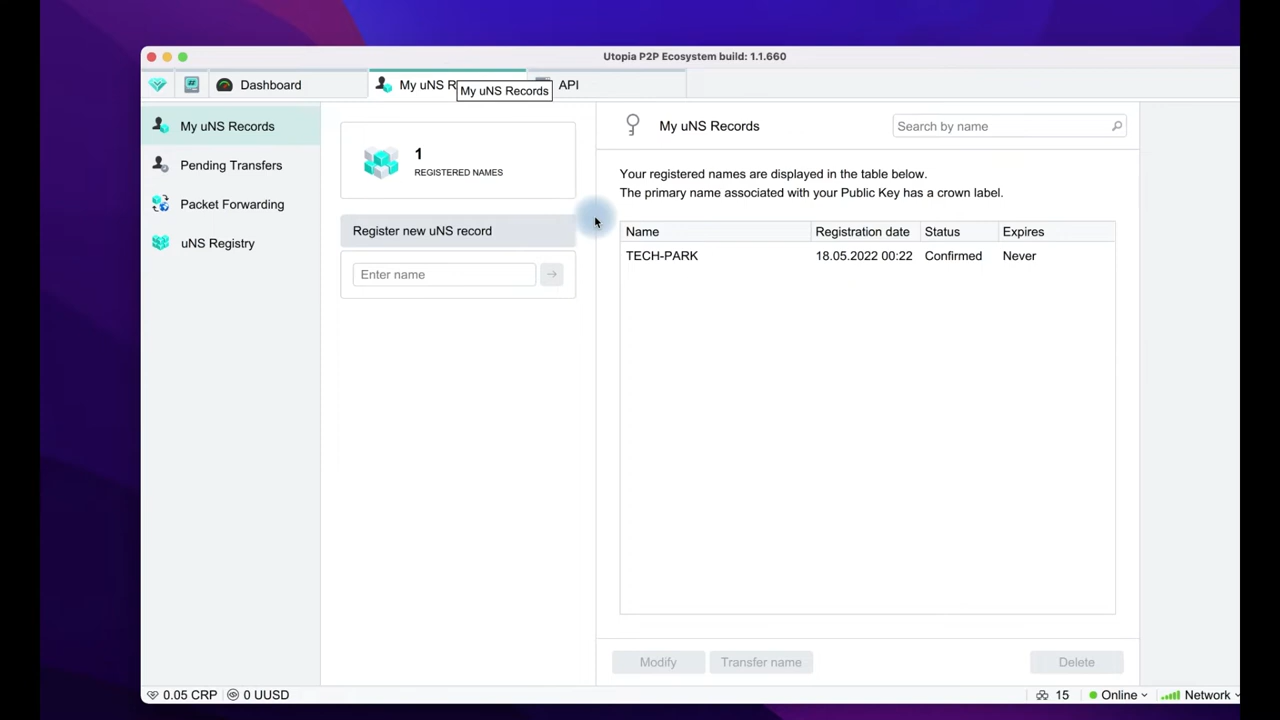 Utopia P2P Ecosystem build: 1.1.660
Dashboard
My uNS R
My uNS Records
API
My uNS Records
Pending Transfers
Packet Forwarding
uNS Registry
1
REGISTERED NAMES
Register new uNS record
Enter name
My uNS Records
Search by name
Your registered names are displayed in the table below.
The primary name associated with your Public Key has a crown label.
Name Registration date Status Expires
TECH-PARK 18.05.2022 00:22 Confirmed Never
Modify Transfer name Delete
0.05 CRP 0 UUSD 15 Online Network